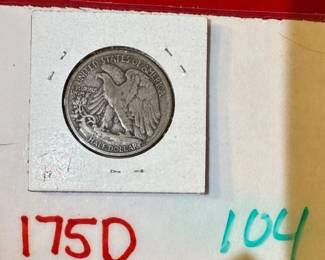 UNITED STATES OF AMERICA
HALF DOLLAR
175D 104